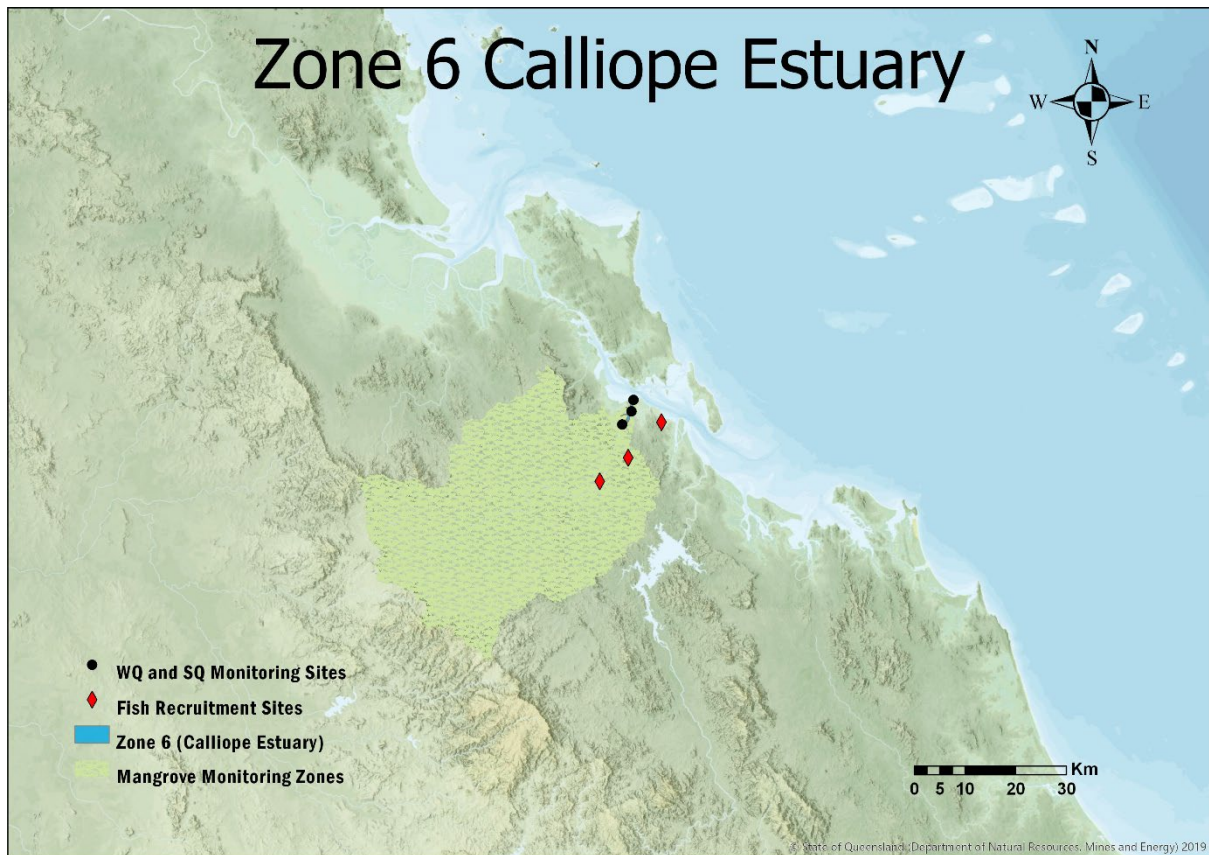 Zone 6 Calliope Estuary
N
W E
S
WQ and SQ Monitoring Sites
Fish Recruitment Sites
Zone 6 (Calliope Estuary)
Mangrove Monitoring Zones
Km
0 5 10 20 30
© State of Queensland (Department of Natural Resources, Mines and Energy) 2019